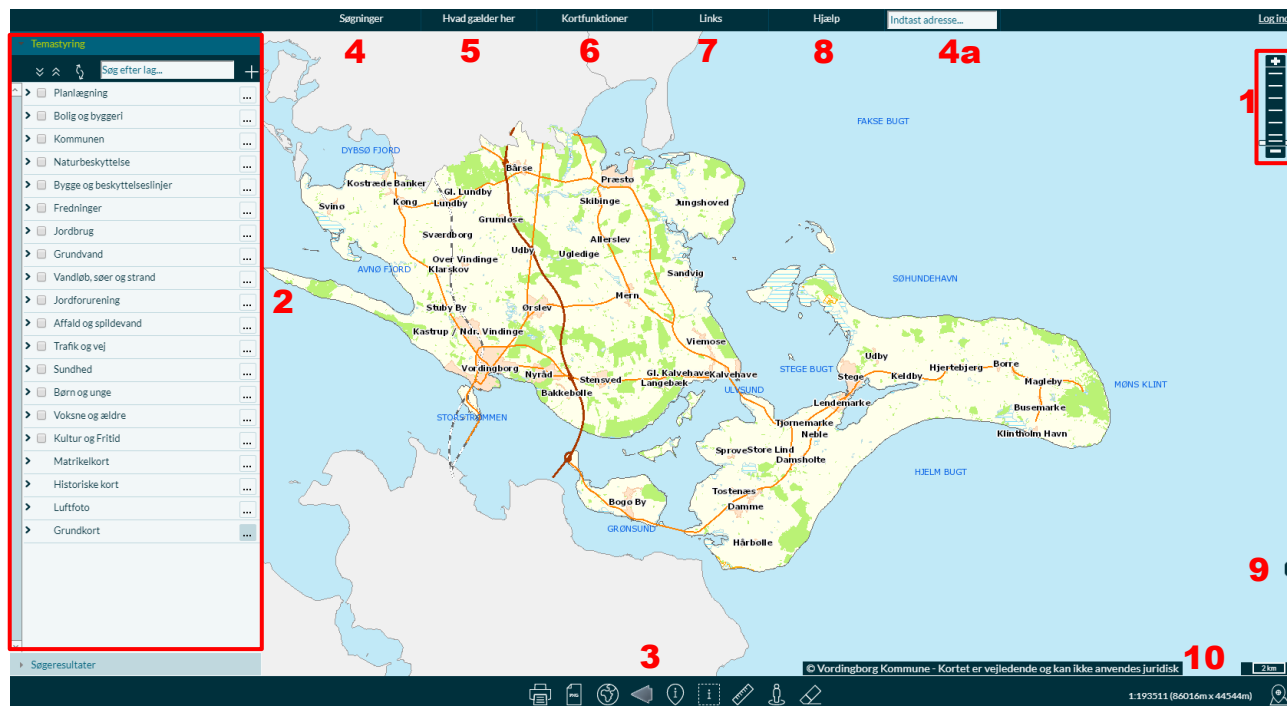 Søgninger Hvad gælder her Kortfunktioner Links Hjælp Indtast adresse... Log ind
4 5 6 7 8 4a
Temastyring
Søg efter lag...
Planlægning ...
Bolig og byggeri ...
Kommunen ...
Naturbeskyttelse ...
Bygge og beskyttelseslinjer ...
Fredninger ...
Jordbrug ...
Grundvand ...
Vandløb, søer og strand ...
Jordforurening ...
Affald og spildevand ...
Trafik og vej ...
Sundhed ...
Børn og unge ...
Voksne og ældre ...
Kultur og Fritid ...
Matrikelkort ...
Historiske kort ...
Luftfoto ...
Grundkort ...
Søgeresultater
1
2
FAKSE BUGT
DYBSØ FJORD
Bårse
Præstø
Kostræde Banker
Gl. Lundby
Svinø
Kong
Lundby
Skibinge
Jungshoved
Grumløse
Sværdborg
Allerslev
Udby
Ugledige
Over Vindinge
Klarskov
AVNØ FJORD
Sandvig
SØHUNDEHAVN
Mern
Stuby By
Ørslev
Kastrup / Ndr. Vindinge
Viemose
Udby
Vordingborg
Nyråd
Stensved
Gl. Kalvehave
Kalvehave
Langebæk
STEGE BUGT
Stege
Keldby
Hjertebjerg
Borre
Magleby
MØNS KLINT
Bakkebølle
ULVSUND
Lendemarke
Busemarke
STORSTRØMMEN
Tjørnemarke
Neble
Klintholm Havn
Sprove
Store Lind
Damsholte
HJELM BUGT
Tostenæs
Bogø By
Damme
GRØNSUND
Hårbølle
9
3
10
© Vordingborg Kommune - Kortet er vejledende og kan ikke anvendes juridisk
2 km
PNG
1:193511 (86016m x 44544m)